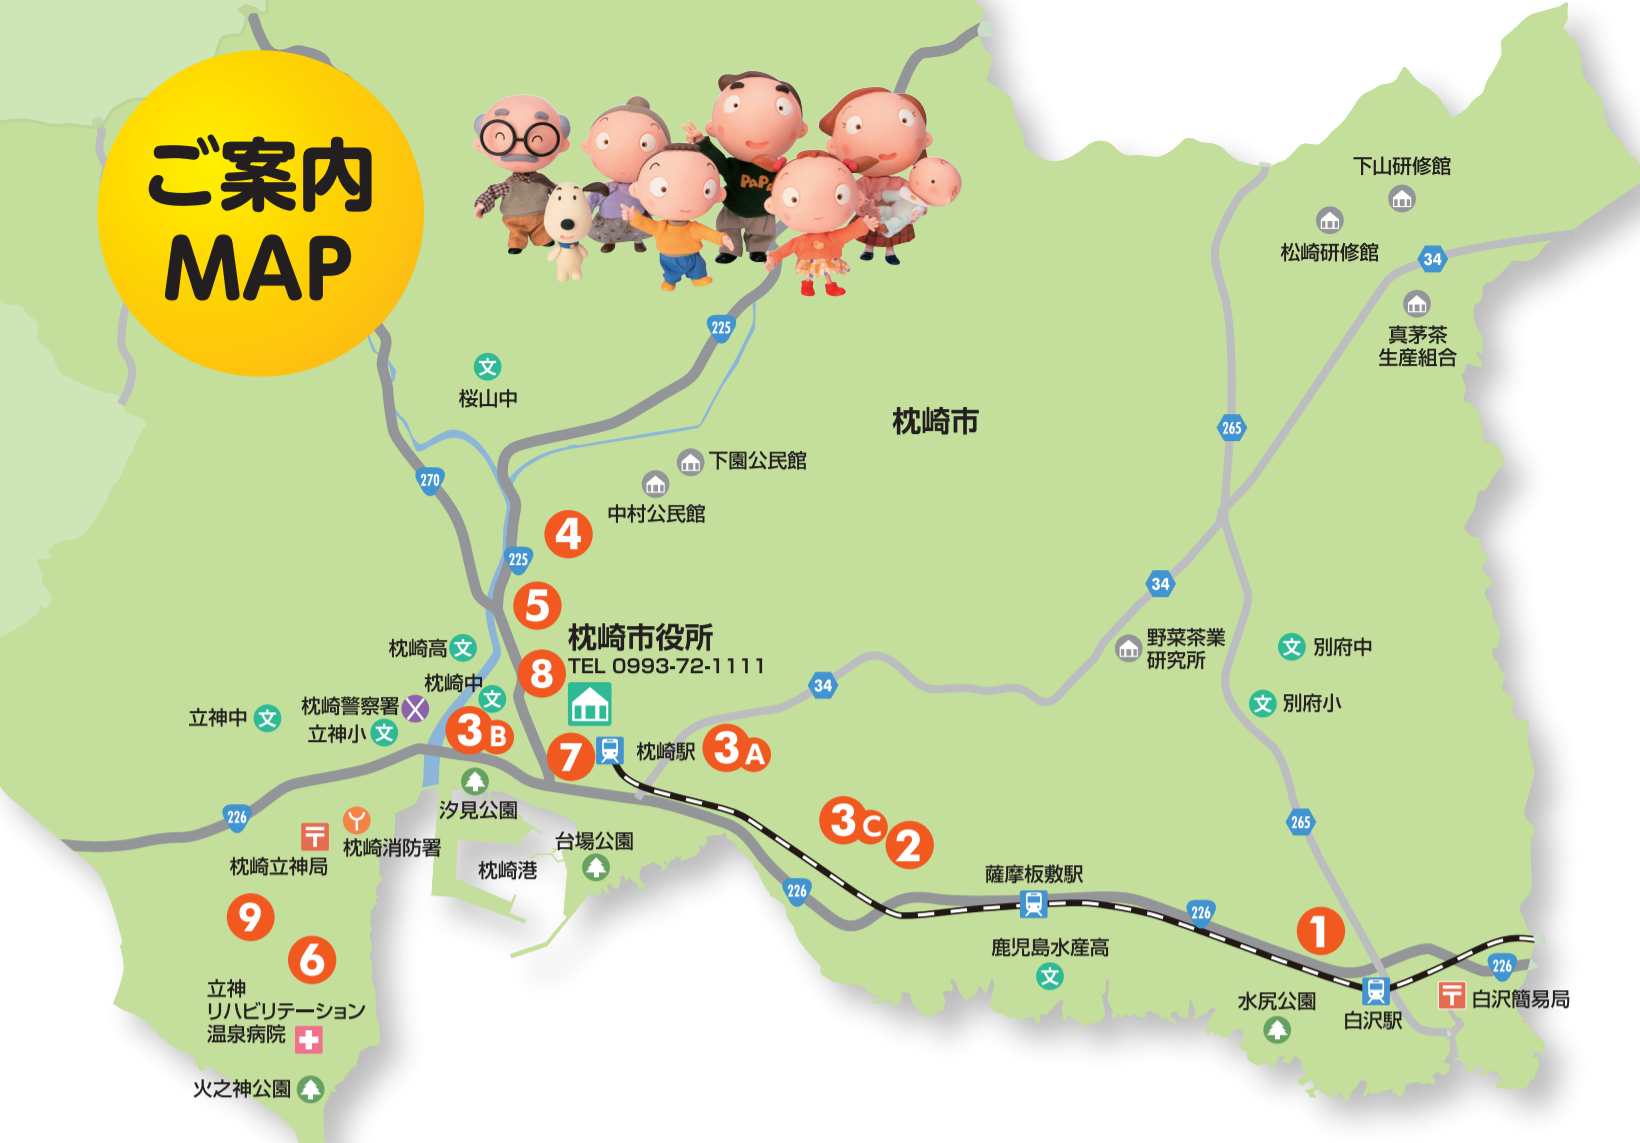 ご案内
MAP
PAPA
下山研修館
松崎研修館
34
真茅茶
生産組合
225
桜山中
枕崎市
265
下園公民館
270
中村公民館
4
225
34
5
枕崎市役所
TEL 0993-72-1111
枕崎高
野菜茶業
研究所
別府中
8
枕崎中
34
別府小
枕崎警察署
立神中
立神小
3B
7
枕崎駅
3A
汐見公園
226
枕崎消防署
枕崎立神局
台場公園
枕崎港
3C
2
265
226
薩摩板敷駅
226
1
9
6
鹿児島水産高
226
立神
リハビリテーション
温泉病院
水尻公園
白沢駅
白沢簡易局
火之神公園